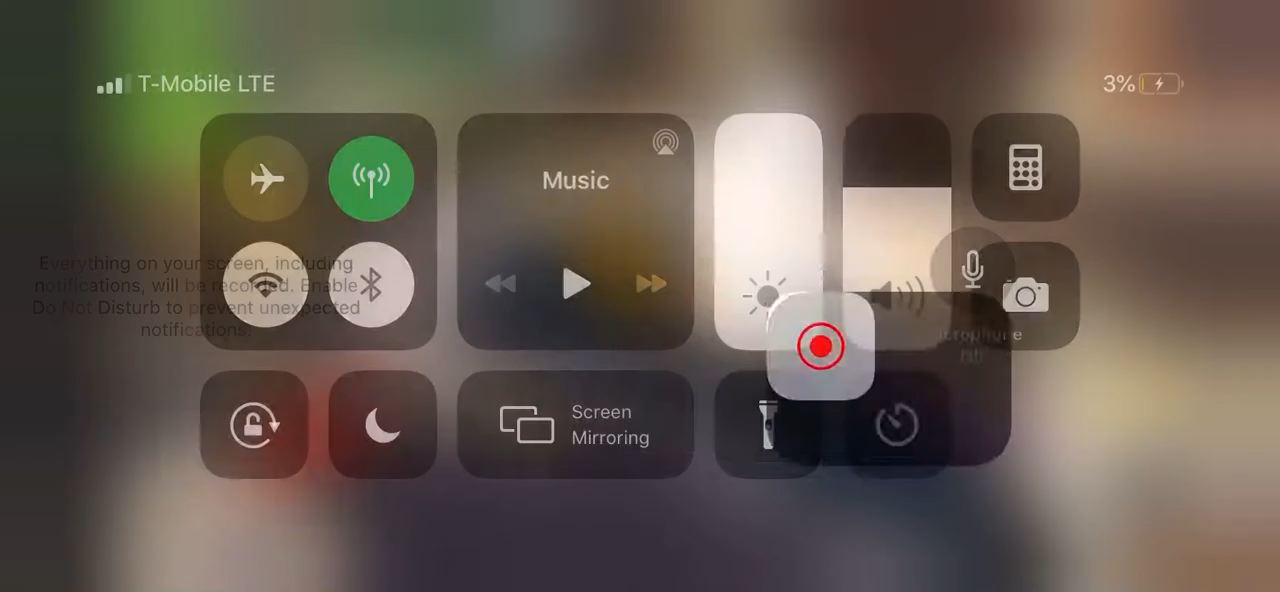 T-Mobile LTE
3%
Music
Everything on your screen, including
notifications, will be recorded. Enable
Do Not Disturb to prevent unexpected
notifications.
Screen
Mirroring